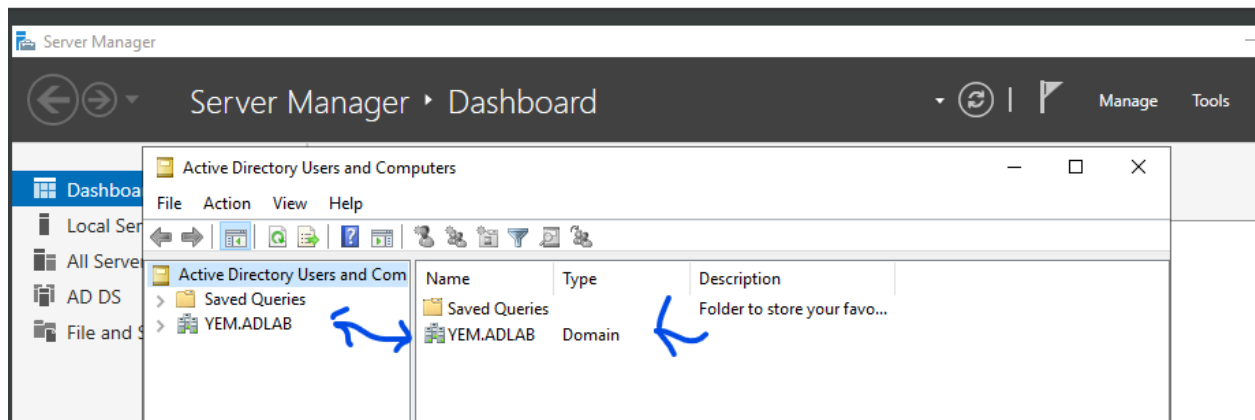 Server Manager
Server Manager ‣ Dashboard
Manage Tools
Active Directory Users and Computers
File Action View Help
Dashboa
Local Ser
All Server
AD DS
File and S
Active Directory Users and Com
Saved Queries
YEM.ADLAB
Name Type Description
Saved Queries Folder to store your favo...
YEM.ADLAB Domain